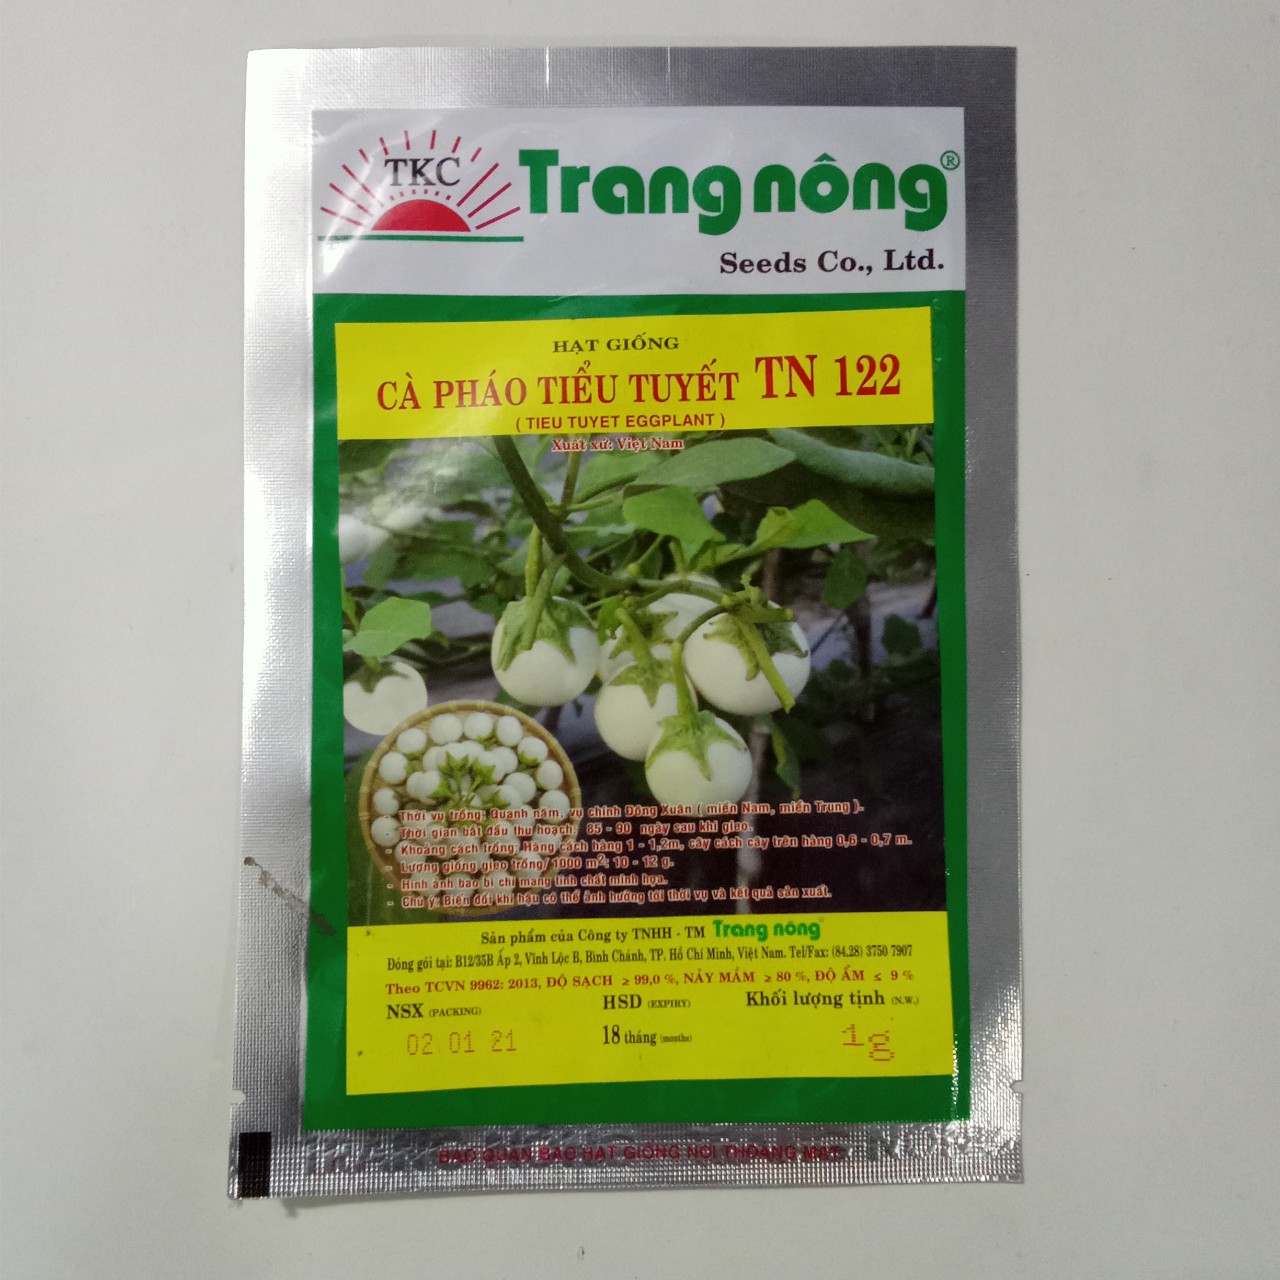 TKC
Trang nông®
Seeds Co., Ltd.
HẠT GIỐNG
CÀ PHÁO TIỂU TUYẾT TN 122
( TIEU TUYET EGGPLANT )
Xuất xứ: Việt Nam
- Thời vụ trồng: Quanh năm, vụ chính Đông Xuân ( miền Nam, miền Trung ).
- Thời gian bắt đầu thu hoạch: 85 - 90 ngày sau khi gieo.
- Khoảng cách trồng: Hàng cách hàng 1 - 1,2m, cây cách cây trên hàng 0,6 - 0,7 m.
- Lượng giống gieo trồng/ 1000 m²: 10 - 12 g.
- Hình ảnh bao bì chỉ mang tính chất minh họa.
- Chú ý: Biến đổi khí hậu có thể ảnh hưởng tới thời vụ và kết quả sản xuất.
Sản phẩm của Công ty TNHH - TM Trang nông®
Đóng gói tại: B12/35B Ấp 2, Vĩnh Lộc B, Bình Chánh, TP. Hồ Chí Minh, Việt Nam. Tel/Fax: (84.28) 3750 7907
Theo TCVN 9962: 2013, ĐỘ SẠCH ≥ 99,0 %, NẢY MẦM ≥ 80 %, ĐỘ ẨM ≤ 9 %
NSX (PACKING) HSD (EXPIRY) Khối lượng tịnh (N.W.)
02 01 21 18 tháng (months) 1g
BẢO QUẢN BAO HẠT GIỐNG NƠI THOÁNG MÁT